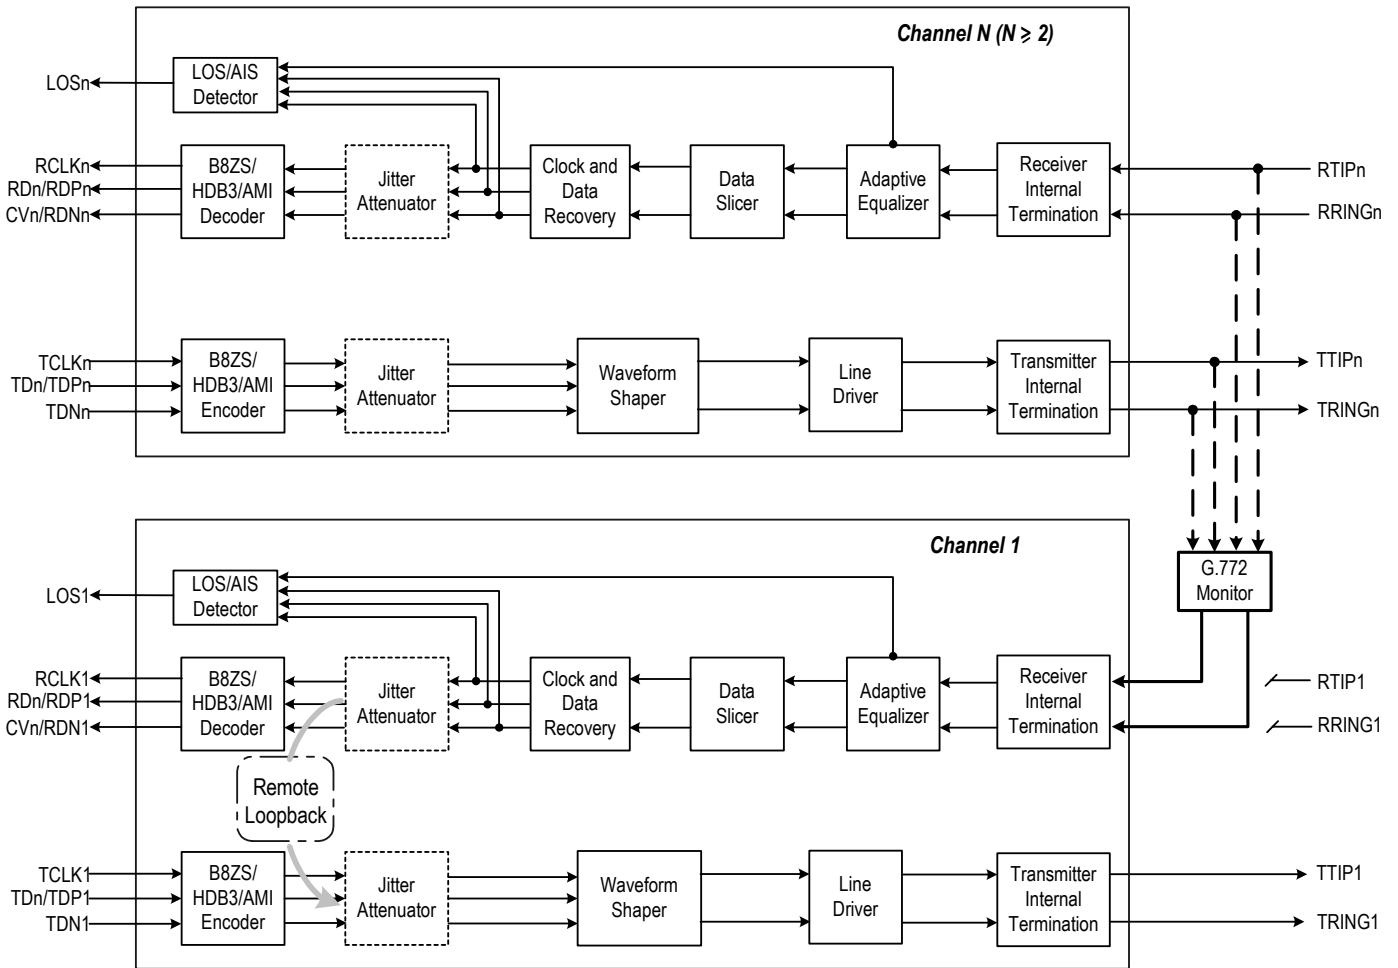 Channel N (N ≥ 2)
LOSn
LOS/AIS
Detector
RCLKn
RDn/RDPn
CVn/RDNn
B8ZS/
HDB3/AMI
Decoder
Jitter
Attenuator
Clock and
Data
Recovery
Data
Slicer
Adaptive
Equalizer
Receiver
Internal
Termination
RTIPn
RRINGn
TCLKn
TDn/TDPn
TDNn
B8ZS/
HDB3/AMI
Encoder
Jitter
Attenuator
Waveform
Shaper
Line
Driver
Transmitter
Internal
Termination
TTIPn
TRINGn
Channel 1
G.772
Monitor
LOS1
LOS/AIS
Detector
RCLK1
RDn/RDP1
CVn/RDN1
B8ZS/
HDB3/AMI
Decoder
Jitter
Attenuator
Clock and
Data
Recovery
Data
Slicer
Adaptive
Equalizer
Receiver
Internal
Termination
RTIP1
RRING1
Remote
Loopback
TCLK1
TDn/TDP1
TDN1
B8ZS/
HDB3/AMI
Encoder
Jitter
Attenuator
Waveform
Shaper
Line
Driver
Transmitter
Internal
Termination
TTIP1
TRING1